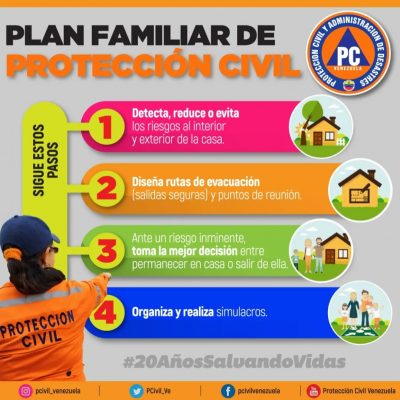 PLAN FAMILIAR DE
PROTECCIÓN CIVIL
PROTECCIÓN CIVIL Y ADMINISTRACIÓN DE DESASTRES
PC
VENEZUELA
SIGUE ESTOS
PASOS
1
Detecta, reduce o evita
los riesgos al interior
y exterior de la casa.
2
Diseña rutas de evacuación
(salidas seguras) y puntos de reunión.
3
Ante un riesgo inminente,
toma la mejor decisión entre
permanecer en casa o salir de ella.
4
Organiza y realiza simulacros.
PROTECCION
CIVIL
#20AñosSalvandoVidas
pcivil_venezuela
PCivil_Ve
pcivilvenezuela
Protección Civil Venezuela